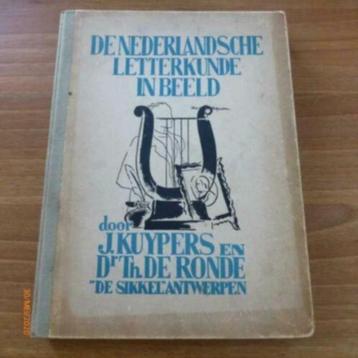 DE NEDERLANDSCHE
LETTERKUNDE
IN BEELD
door
J. KUYPERS EN
Dr TH. DE RONDE
"DE SIKKEL" ANTWERPEN